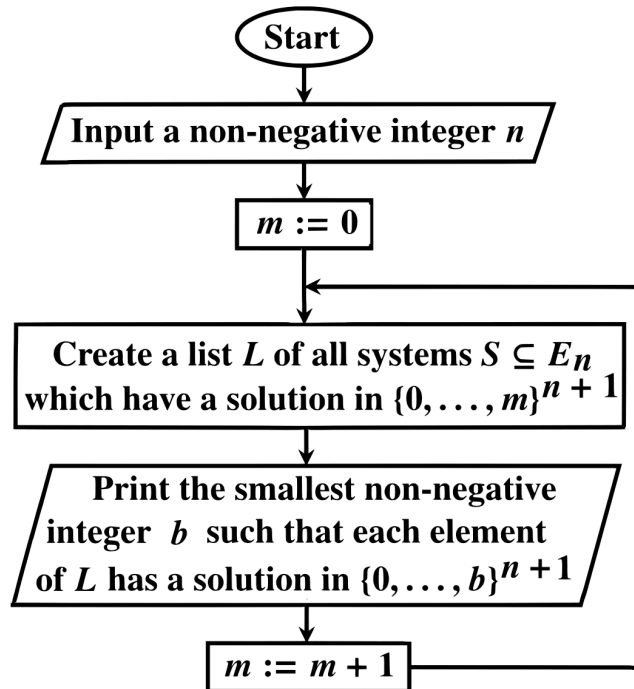 Start
Input a non-negative integer n
m := 0
Create a list L of all systems S ⊆ Eₙ
which have a solution in {0, . . . , m}ⁿ ⁺ ¹
Print the smallest non-negative
integer b such that each element
of L has a solution in {0, . . . , b}ⁿ ⁺ ¹
m := m + 1